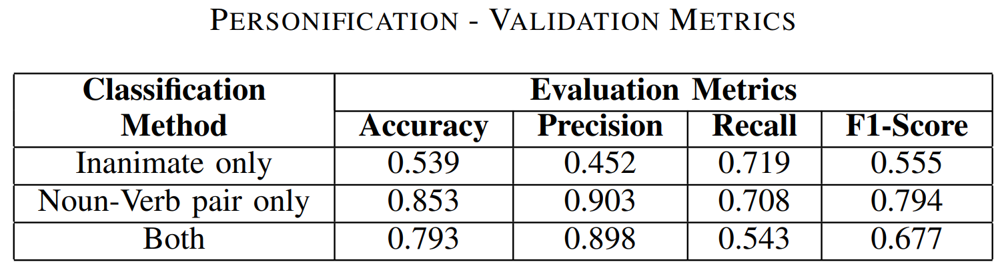 PERSONIFICATION - VALIDATION METRICS
Classification Method Evaluation Metrics
Accuracy Precision Recall F1-Score
Inanimate only 0.539 0.452 0.719 0.555
Noun-Verb pair only 0.853 0.903 0.708 0.794
Both 0.793 0.898 0.543 0.677